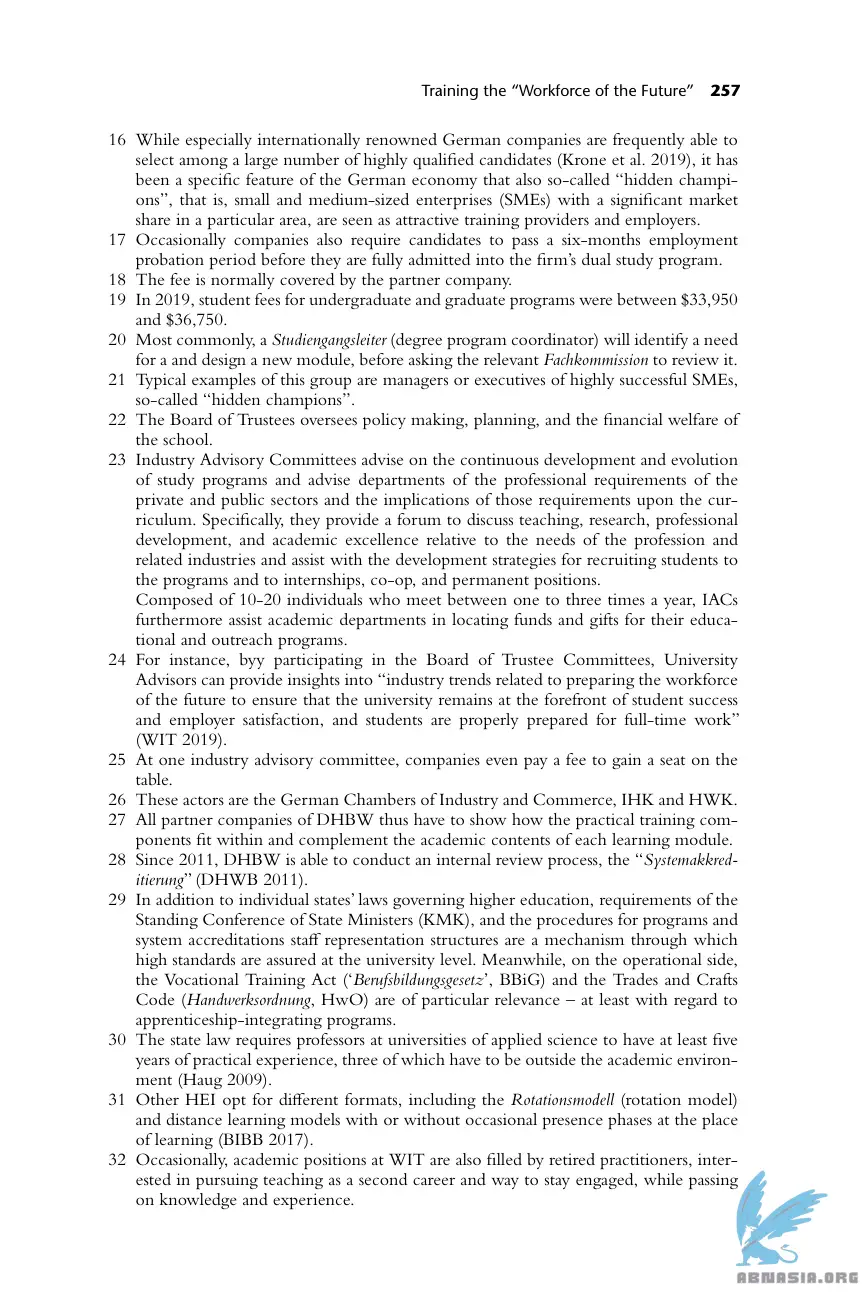 Training the “Workforce of the Future” 257
16 While especially internationally renowned German companies are frequently able to
select among a large number of highly qualified candidates (Krone et al. 2019), it has
been a specific feature of the German economy that also so-called “hidden champi-
ons”, that is, small and medium-sized enterprises (SMEs) with a significant market
share in a particular area, are seen as attractive training providers and employers.
17 Occasionally companies also require candidates to pass a six-months employment
probation period before they are fully admitted into the firm’s dual study program.
18 The fee is normally covered by the partner company.
19 In 2019, student fees for undergraduate and graduate programs were between $33,950
and $36,750.
20 Most commonly, a Studiengangsleiter (degree program coordinator) will identify a need
for a and design a new module, before asking the relevant Fachkommission to review it.
21 Typical examples of this group are managers or executives of highly successful SMEs,
so-called “hidden champions”.
22 The Board of Trustees oversees policy making, planning, and the financial welfare of
the school.
23 Industry Advisory Committees advise on the continuous development and evolution
of study programs and advise departments of the professional requirements of the
private and public sectors and the implications of those requirements upon the cur-
riculum. Specifically, they provide a forum to discuss teaching, research, professional
development, and academic excellence relative to the needs of the profession and
related industries and assist with the development strategies for recruiting students to
the programs and to internships, co-op, and permanent positions.
Composed of 10-20 individuals who meet between one to three times a year, IACs
furthermore assist academic departments in locating funds and gifts for their educa-
tional and outreach programs.
24 For instance, byy participating in the Board of Trustee Committees, University
Advisors can provide insights into “industry trends related to preparing the workforce
of the future to ensure that the university remains at the forefront of student success
and employer satisfaction, and students are properly prepared for full-time work”
(WIT 2019).
25 At one industry advisory committee, companies even pay a fee to gain a seat on the
table.
26 These actors are the German Chambers of Industry and Commerce, IHK and HWK.
27 All partner companies of DHBW thus have to show how the practical training com-
ponents fit within and complement the academic contents of each learning module.
28 Since 2011, DHBW is able to conduct an internal review process, the “Systemakkred-
itierung” (DHWB 2011).
29 In addition to individual states’ laws governing higher education, requirements of the
Standing Conference of State Ministers (KMK), and the procedures for programs and
system accreditations staff representation structures are a mechanism through which
high standards are assured at the university level. Meanwhile, on the operational side,
the Vocational Training Act (‘Berufsbildungsgesetz’, BBiG) and the Trades and Crafts
Code (Handwerksordnung, HwO) are of particular relevance – at least with regard to
apprenticeship-integrating programs.
30 The state law requires professors at universities of applied science to have at least five
years of practical experience, three of which have to be outside the academic environ-
ment (Haug 2009).
31 Other HEI opt for different formats, including the Rotationsmodell (rotation model)
and distance learning models with or without occasional presence phases at the place
of learning (BIBB 2017).
32 Occasionally, academic positions at WIT are also filled by retired practitioners, inter-
ested in pursuing teaching as a second career and way to stay engaged, while passing
on knowledge and experience.
ABNASIA.ORG